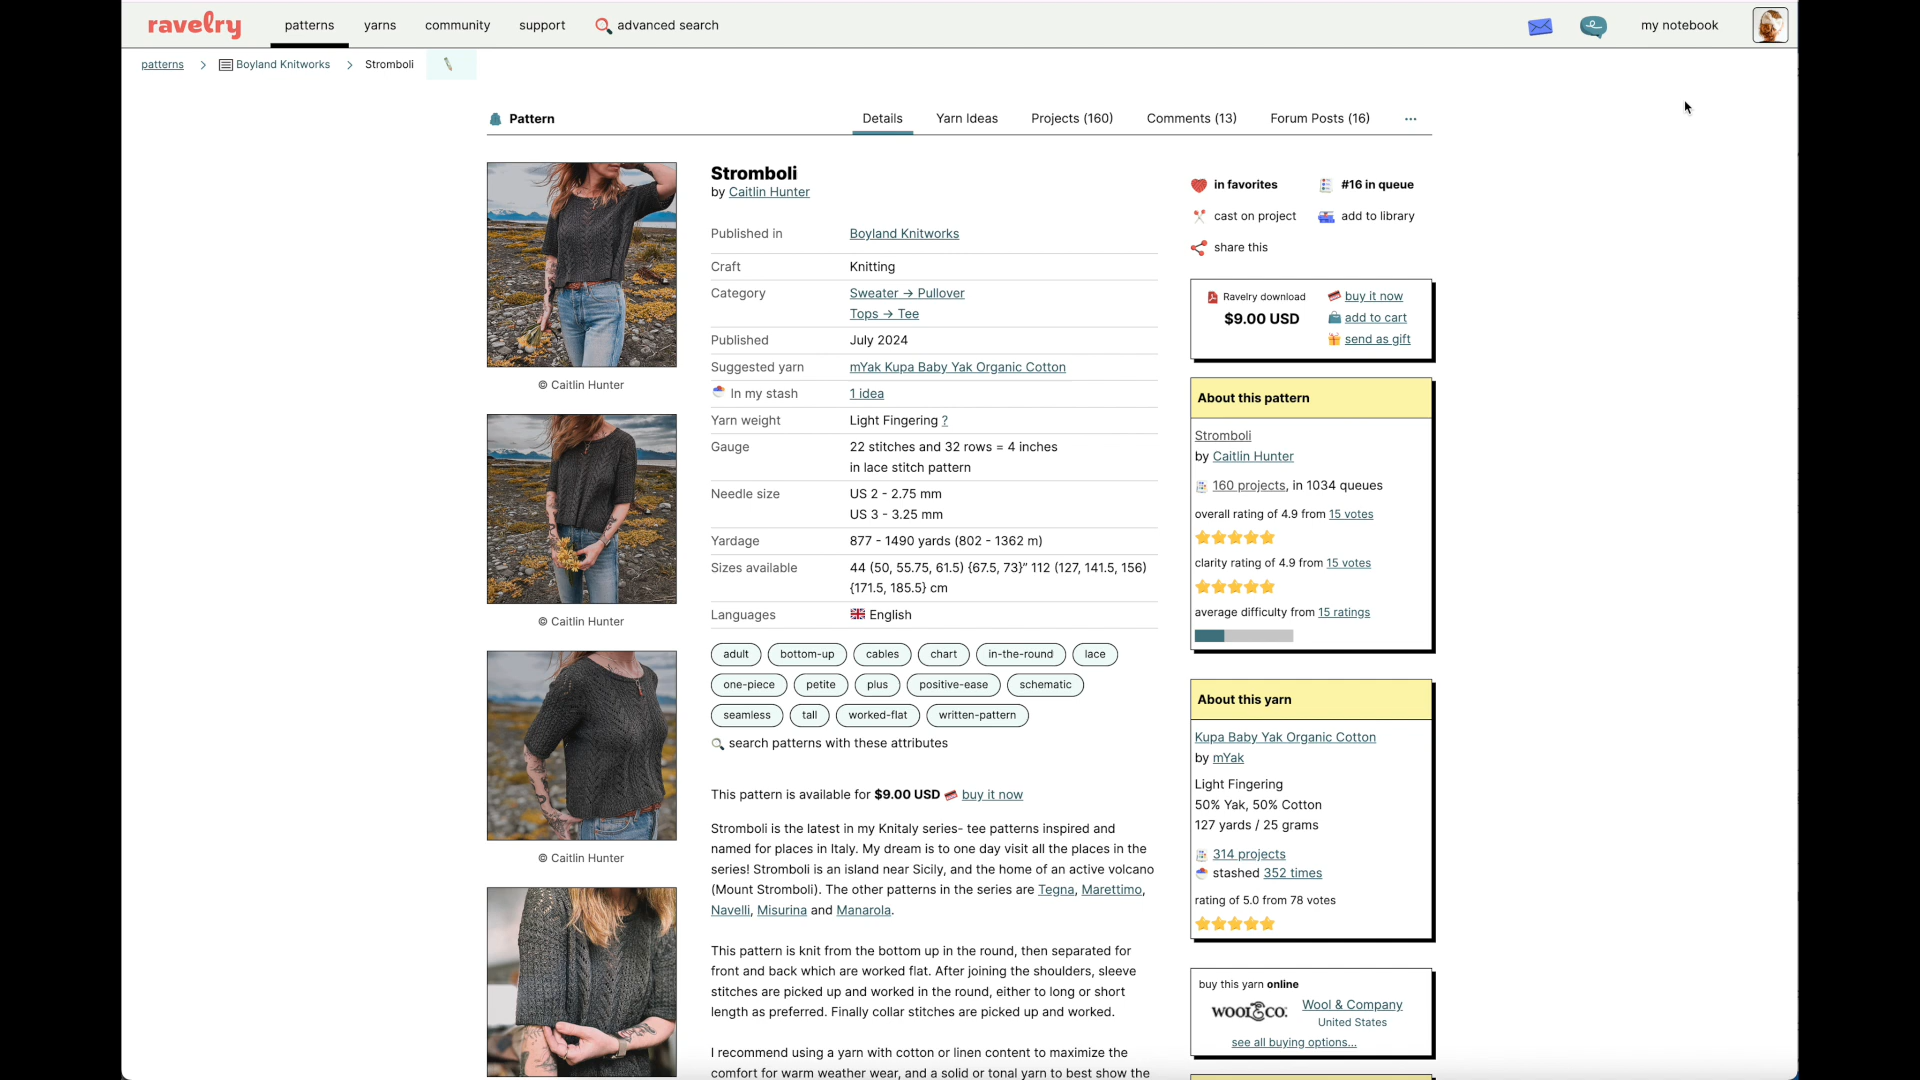 ravelry
patterns
yarns
community
support
advanced search
my notebook
patterns > Boyland Knitworks > Stromboli
Pattern
Details
Yarn Ideas
Projects (160)
Comments (13)
Forum Posts (16)
...
Stromboli
by Caitlin Hunter
Published in Boyland Knitworks
Craft Knitting
Category Sweater → Pullover
Tops → Tee
Published July 2024
Suggested yarn mYak Kupa Baby Yak Organic Cotton
In my stash 1 idea
Yarn weight Light Fingering ?
Gauge 22 stitches and 32 rows = 4 inches
in lace stitch pattern
Needle size US 2 - 2.75 mm
US 3 - 3.25 mm
Yardage 877 - 1490 yards (802 - 1362 m)
Sizes available 44 (50, 55.75, 61.5) {67.5, 73}” 112 (127, 141.5, 156)
{171.5, 185.5} cm
Languages English
adult bottom-up cables chart in-the-round lace
one-piece petite plus positive-ease schematic
seamless tall worked-flat written-pattern
search patterns with these attributes
This pattern is available for $9.00 USD buy it now
Stromboli is the latest in my Knitaly series- tee patterns inspired and
named for places in Italy. My dream is to one day visit all the places in the
series! Stromboli is an island near Sicily, and the home of an active volcano
(Mount Stromboli). The other patterns in the series are Tegna, Marettimo,
Navelli, Misurina and Manarola.
This pattern is knit from the bottom up in the round, then separated for
front and back which are worked flat. After joining the shoulders, sleeve
stitches are picked up and worked in the round, either to long or short
length as preferred. Finally collar stitches are picked up and worked.
I recommend using a yarn with cotton or linen content to maximize the
comfort for warm weather wear, and a solid or tonal yarn to best show the
© Caitlin Hunter
© Caitlin Hunter
© Caitlin Hunter
in favorites
#16 in queue
cast on project
add to library
share this
Ravelry download
$9.00 USD
buy it now
add to cart
send as gift
About this pattern
Stromboli
by Caitlin Hunter
160 projects, in 1034 queues
overall rating of 4.9 from 15 votes
clarity rating of 4.9 from 15 votes
average difficulty from 15 ratings
About this yarn
Kupa Baby Yak Organic Cotton
by mYak
Light Fingering
50% Yak, 50% Cotton
127 yards / 25 grams
314 projects
stashed 352 times
rating of 5.0 from 78 votes
buy this yarn online
WOOL&CO.
Wool & Company
United States
see all buying options...